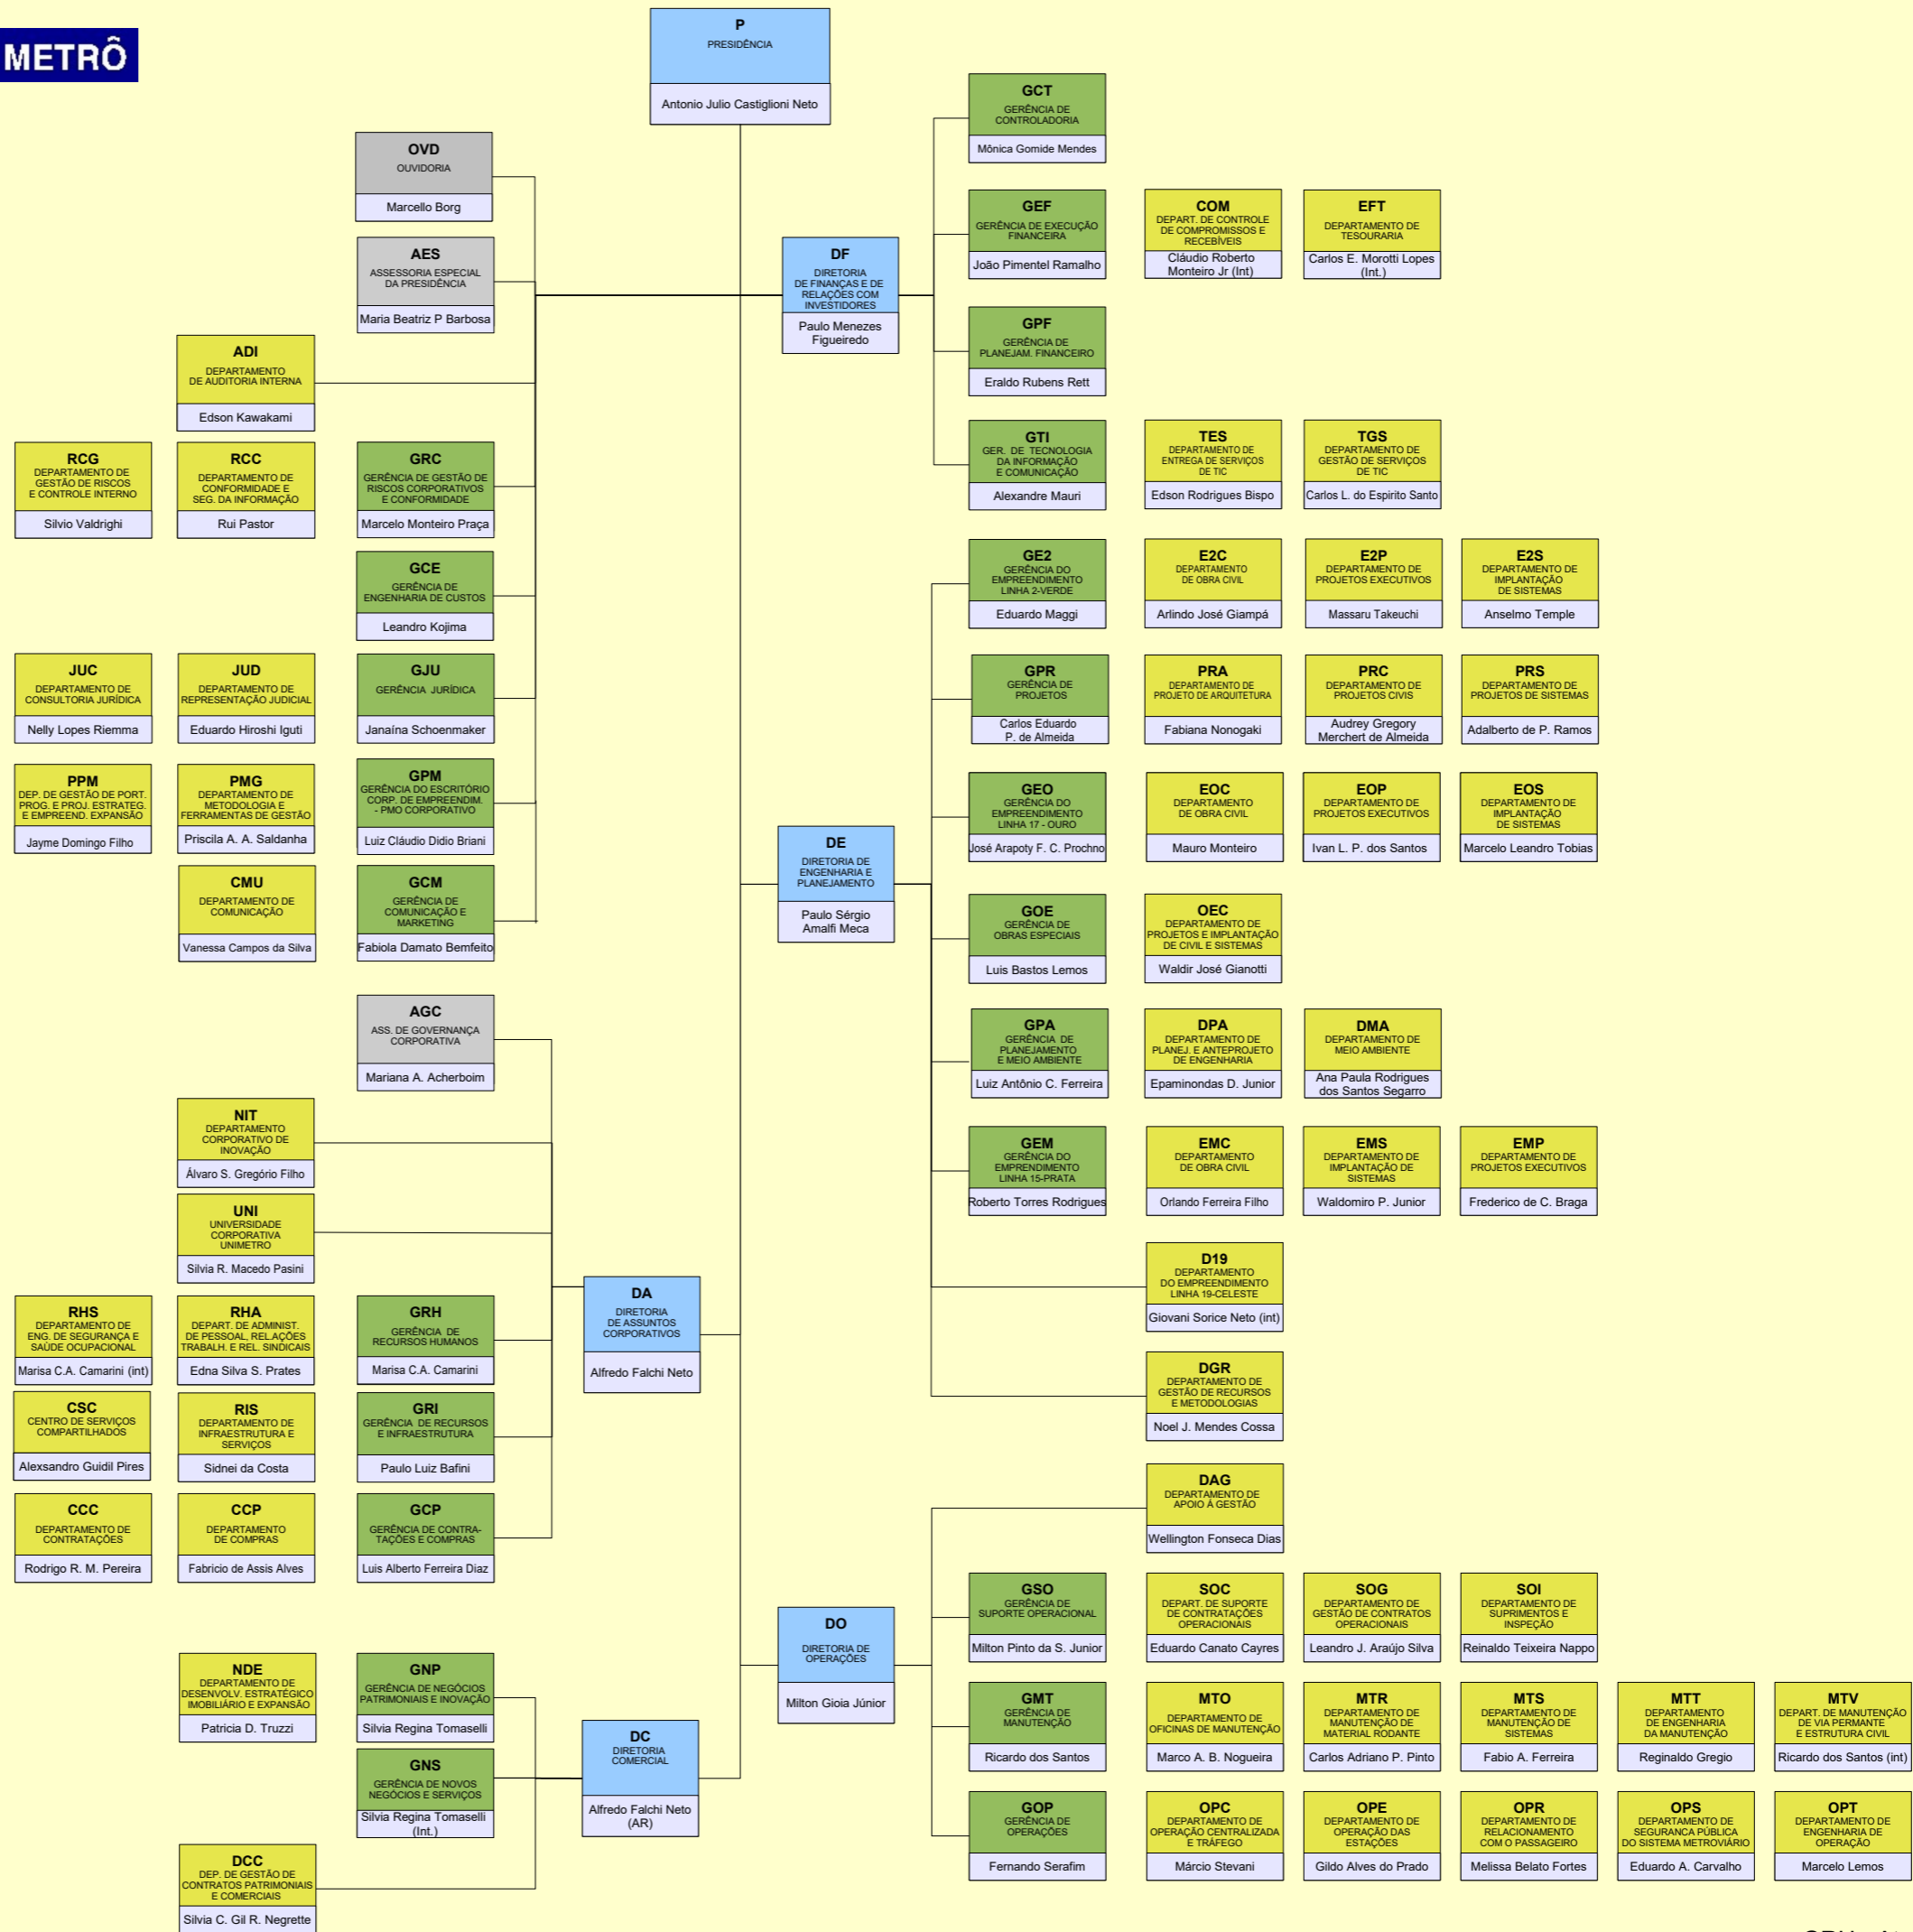 METRÔ
P
PRESIDÊNCIA
Antonio Julio Castiglioni Neto
OVD
OUVIDORIA
Marcello Borg
AES
ASSESSORIA ESPECIAL
DA PRESIDÊNCIA
Maria Beatriz P Barbosa
ADI
DEPARTAMENTO
DE AUDITORIA INTERNA
Edson Kawakami
RCG
DEPARTAMENTO DE
GESTÃO DE RISCOS
E CONTROLE INTERNO
Silvio Valdrighi
RCC
DEPARTAMENTO DE
CONFORMIDADE E
SEG. DA INFORMAÇÃO
Rui Pastor
GRC
GERÊNCIA DE GESTÃO DE
RISCOS CORPORATIVOS
E CONFORMIDADE
Marcelo Monteiro Praça
GCE
GERÊNCIA DE
ENGENHARIA DE CUSTOS
Leandro Kojima
JUC
DEPARTAMENTO DE
CONSULTORIA JURÍDICA
Nelly Lopes Riemma
JUD
DEPARTAMENTO DE
REPRESENTAÇÃO JUDICIAL
Eduardo Hiroshi Iguti
GJU
GERÊNCIA JURÍDICA
Janaína Schoenmaker
PPM
DEP. DE GESTÃO DE PORT.
PROG. E PROJ. ESTRATEG.
E EMPREEND. EXPANSÃO
Jayme Domingo Filho
PMG
DEPARTAMENTO DE
METODOLOGIA E
FERRAMENTAS DE GESTÃO
Priscila A. A. Saldanha
GPM
GERÊNCIA DO ESCRITÓRIO
CORP. DE EMPREENDIM.
- PMO CORPORATIVO
Luiz Cláudio Didio Briani
CMU
DEPARTAMENTO DE
COMUNICAÇÃO
Vanessa Campos da Silva
GCM
GERÊNCIA DE
COMUNICAÇÃO E
MARKETING
Fabiola Damato Bemfeito
DF
DIRETORIA
DE FINANÇAS E DE
RELAÇÕES COM
INVESTIDORES
Paulo Menezes
Figueiredo
GCT
GERÊNCIA DE
CONTROLADORIA
Mônica Gomide Mendes
GEF
GERÊNCIA DE EXECUÇÃO
FINANCEIRA
João Pimentel Ramalho
COM
DEPART. DE CONTROLE
DE COMPROMISSOS E
RECEBÍVEIS
Cláudio Roberto
Monteiro Jr (Int)
EFT
DEPARTAMENTO DE
TESOURARIA
Carlos E. Morotti Lopes
(Int.)
GPF
GERÊNCIA DE
PLANEJAM. FINANCEIRO
Eraldo Rubens Rett
GTI
GER. DE TECNOLOGIA
DA INFORMAÇÃO
E COMUNICAÇÃO
Alexandre Mauri
TES
DEPARTAMENTO DE
ENTREGA DE SERVIÇOS
DE TIC
Edson Rodrigues Bispo
TGS
DEPARTAMENTO DE
GESTÃO DE SERVIÇOS
DE TIC
Carlos L. do Espirito Santo
DE
DIRETORIA DE
ENGENHARIA E
PLANEJAMENTO
Paulo Sérgio
Amalfi Meca
GE2
GERÊNCIA DO
EMPREENDIMENTO
LINHA 2-VERDE
Eduardo Maggi
E2C
DEPARTAMENTO
DE OBRA CIVIL
Arlindo José Giampá
E2P
DEPARTAMENTO DE
PROJETOS EXECUTIVOS
Massaru Takeuchi
E2S
DEPARTAMENTO DE
IMPLANTAÇÃO
DE SISTEMAS
Anselmo Temple
GPR
GERÊNCIA DE
PROJETOS
Carlos Eduardo
P. de Almeida
PRA
DEPARTAMENTO DE
PROJETO DE ARQUITETURA
Fabiana Nonogaki
PRC
DEPARTAMENTO DE
PROJETOS CIVIS
Audrey Gregory
Merchert de Almeida
PRS
DEPARTAMENTO DE
PROJETOS DE SISTEMAS
Adalberto de P. Ramos
GEO
GERÊNCIA DO
EMPREENDIMENTO
LINHA 17 - OURO
José Arapoty F. C. Prochno
EOC
DEPARTAMENTO
DE OBRA CIVIL
Mauro Monteiro
EOP
DEPARTAMENTO DE
PROJETOS EXECUTIVOS
Ivan L. P. dos Santos
EOS
DEPARTAMENTO DE
IMPLANTAÇÃO
DE SISTEMAS
Marcelo Leandro Tobias
GOE
GERÊNCIA DE
OBRAS ESPECIAIS
Luis Bastos Lemos
OEC
DEPARTAMENTO DE
PROJETOS E IMPLANTAÇÃO
DE CIVIL E SISTEMAS
Waldir José Gianotti
GPA
GERÊNCIA DE
PLANEJAMENTO
E MEIO AMBIENTE
Luiz Antônio C. Ferreira
DPA
DEPARTAMENTO DE
PLANEJ. E ANTEPROJETO
DE ENGENHARIA
Epaminondas D. Junior
DMA
DEPARTAMENTO DE
MEIO AMBIENTE
Ana Paula Rodrigues
dos Santos Segarro
GEM
GERÊNCIA DO
EMPRENDIMENTO
LINHA 15-PRATA
Roberto Torres Rodrigues
EMC
DEPARTAMENTO
DE OBRA CIVIL
Orlando Ferreira Filho
EMS
DEPARTAMENTO DE
IMPLANTAÇÃO DE
SISTEMAS
Waldomiro P. Junior
EMP
DEPARTAMENTO DE
PROJETOS EXECUTIVOS
Frederico de C. Braga
D19
DEPARTAMENTO
DO EMPREENDIMENTO
LINHA 19-CELESTE
Giovani Sorice Neto (int)
DGR
DEPARTAMENTO DE
GESTÃO DE RECURSOS
E METODOLOGIAS
Noel J. Mendes Cossa
AGC
ASS. DE GOVERNANÇA
CORPORATIVA
Mariana A. Acherboim
NIT
DEPARTAMENTO
CORPORATIVO DE
INOVAÇÃO
Álvaro S. Gregório Filho
UNI
UNIVERSIDADE
CORPORATIVA
UNIMETRO
Silvia R. Macedo Pasini
DA
DIRETORIA
DE ASSUNTOS
CORPORATIVOS
Alfredo Falchi Neto
RHS
DEPARTAMENTO DE
ENG. DE SEGURANÇA E
SAÚDE OCUPACIONAL
Marisa C.A. Camarini (int)
RHA
DEPART. DE ADMINIST.
DE PESSOAL, REL.AÇÕES
TRABALH. E REL. SINDICAIS
Edna Silva S. Prates
GRH
GERÊNCIA DE
RECURSOS HUMANOS
Marisa C.A. Camarini
CSC
CENTRO DE SERVIÇOS
COMPARTILHADOS
Alexsandro Guidil Pires
RIS
DEPARTAMENTO DE
INFRAESTRUTURA E
SERVIÇOS
Sidnei da Costa
GRI
GERÊNCIA DE RECURSOS
E INFRAESTRUTURA
Paulo Luiz Bafini
CCC
DEPARTAMENTO DE
CONTRATAÇÕES
Rodrigo R. M. Pereira
CCP
DEPARTAMENTO
DE COMPRAS
Fabricio de Assis Alves
GCP
GERÊNCIA DE CONTRA-
TAÇÕES E COMPRAS
Luis Alberto Ferreira Diaz
NDE
DEPARTAMENTO DE
DESENVOLV. ESTRATÉGICO
IMOBILIÁRIO E EXPANSÃO
Patricia D. Truzzi
GNP
GERÊNCIA DE NEGÓCIOS
PATRIMONIAIS E INOVAÇÃO
Silvia Regina Tomaselli
GNS
GERÊNCIA DE NOVOS
NEGÓCIOS E SERVIÇOS
Silvia Regina Tomaselli
(Int.)
DC
DIRETORIA
COMERCIAL
Alfredo Falchi Neto
(AR)
DCC
DEP. DE GESTÃO DE
CONTRATOS PATRIMONIAIS
E COMERCIAIS
Silvia C. Gil R. Negrette
DO
DIRETORIA DE
OPERAÇÕES
Milton Gioia Júnior
DAG
DEPARTAMENTO DE
APOIO À GESTÃO
Wellington Fonseca Dias
GSO
GERÊNCIA DE
SUPORTE OPERACIONAL
Milton Pinto da S. Junior
SOC
DEPART. DE SUPORTE
DE CONTRATAÇÕES
OPERACIONAIS
Eduardo Canato Cayres
SOG
DEPARTAMENTO DE
GESTÃO DE CONTRATOS
OPERACIONAIS
Leandro J. Araújo Silva
SOI
DEPARTAMENTO DE
SUPRIMENTOS E
INSPEÇÃO
Reinaldo Teixeira Nappo
GMT
GERÊNCIA DE
MANUTENÇÃO
Ricardo dos Santos
MTO
DEPARTAMENTO DE
OFICINAS DE MANUTENÇÃO
Marco A. B. Nogueira
MTR
DEPARTAMENTO DE
MANUTENÇÃO DE
MATERIAL RODANTE
Carlos Adriano P. Pinto
MTS
DEPARTAMENTO DE
MANUTENÇÃO DE
SISTEMAS
Fabio A. Ferreira
MTT
DEPARTAMENTO
DE ENGENHARIA
DA MANUTENÇÃO
Reginaldo Gregio
MTV
DEPART. DE MANUTENÇÃO
DE VIA PERMANTE
E ESTRUTURA CIVIL
Ricardo dos Santos (int)
GOP
GERÊNCIA DE
OPERAÇÕES
Fernando Serafim
OPC
DEPARTAMENTO DE
OPERAÇÃO CENTRALIZADA
E TRÁFEGO
Márcio Stevani
OPE
DEPARTAMENTO DE
OPERAÇÃO DAS
ESTAÇÕES
Gildo Alves do Prado
OPR
DEPARTAMENTO DE
RELACIONAMENTO
COM O PASSAGEIRO
Melissa Belato Fortes
OPS
DEPARTAMENTO DE
SEGURANCA PÚBLICA
DO SISTEMA METROVIÁRIO
Eduardo A. Carvalho
OPT
DEPARTAMENTO DE
ENGENHARIA DE
OPERAÇÃO
Marcelo Lemos